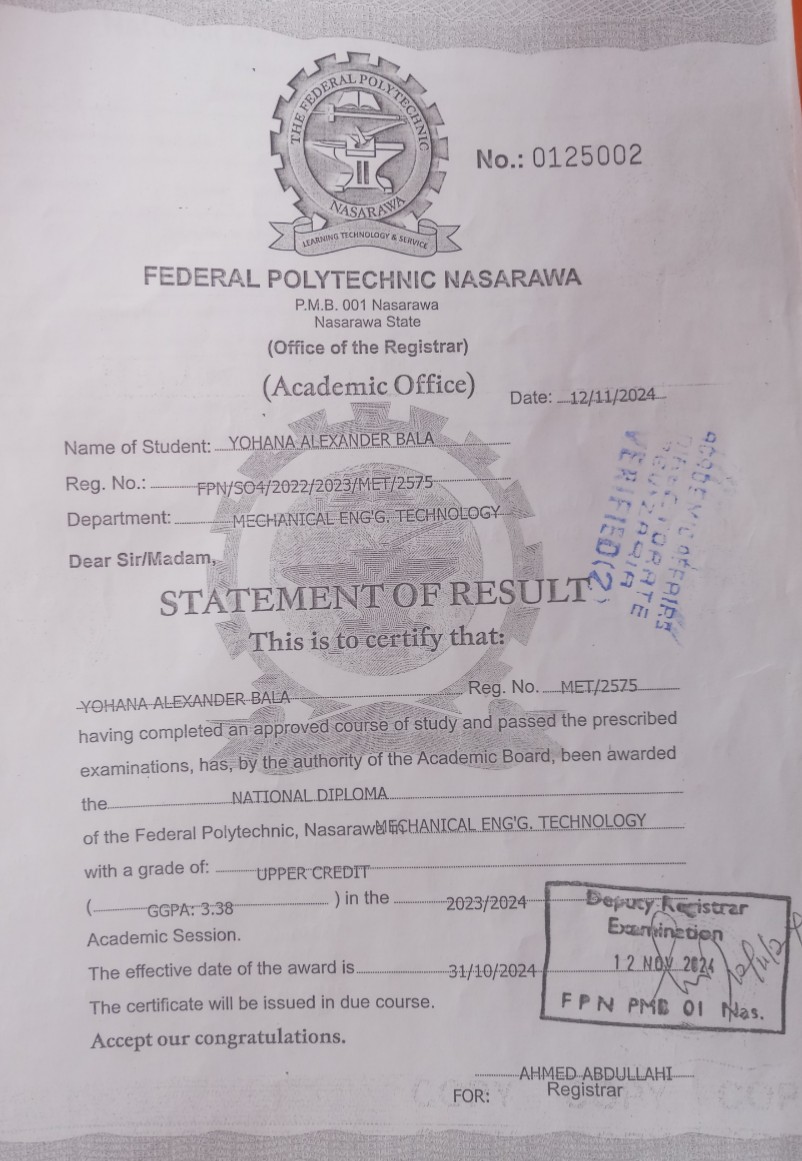 THE FEDERAL POLYTECHNIC
NASARAWA
LEARNING TECHNOLOGY & SERVICE
No.: 0125002
FEDERAL POLYTECHNIC NASARAWA
P.M.B. 001 Nasarawa
Nasarawa State
(Office of the Registrar)
(Academic Office)
Date: 12/11/2024
Name of Student: YOHANA ALEXANDER BALA
Reg. No.: FPN/SO4/2022/2023/MET/2575
Department: MECHANICAL ENG'G. TECHNOLOGY
VERIFIED(2)
Dear Sir/Madam,
STATEMENT OF RESULT
This is to certify that:
YOHANA ALEXANDER BALA Reg. No. MET/2575
having completed an approved course of study and passed the prescribed
examinations, has, by the authority of the Academic Board, been awarded
the NATIONAL DIPLOMA
of the Federal Polytechnic, Nasarawa in MECHANICAL ENG'G. TECHNOLOGY
with a grade of: UPPER CREDIT
( GGPA: 3.38 ) in the 2023/2024
Academic Session.
The effective date of the award is 31/10/2024
The certificate will be issued in due course.
Accept our congratulations.
Deputy Registrar
Examination
12 NOV 2024
FPN PMB 01 Nas.
AHMED ABDULLAHI
FOR: Registrar
COPY